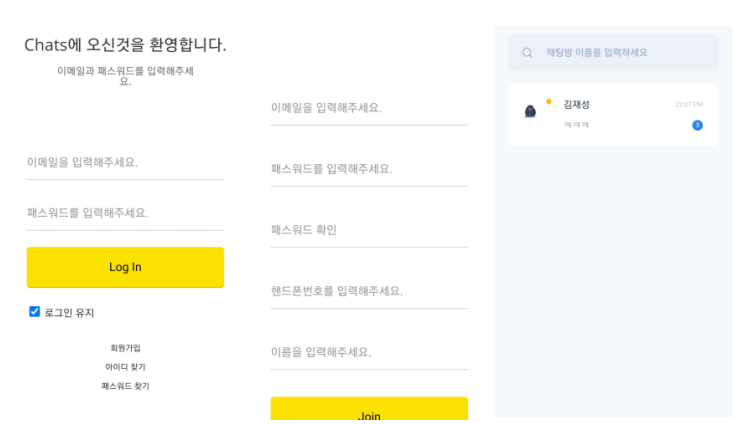 Chats에 오신것을 환영합니다.
이메일과 패스워드를 입력해주세
요.
이메일을 입력해주세요.
패스워드를 입력해주세요.
Log In
로그인 유지
회원가입
아이디 찾기
패스워드 찾기
이메일을 입력해주세요.
패스워드를 입력해주세요.
패스워드 확인
핸드폰번호를 입력해주세요.
이름을 입력해주세요.
Join
채팅방 이름을 입력하세요
김재성
22:07 PM
ㅋㅋㅋ
3